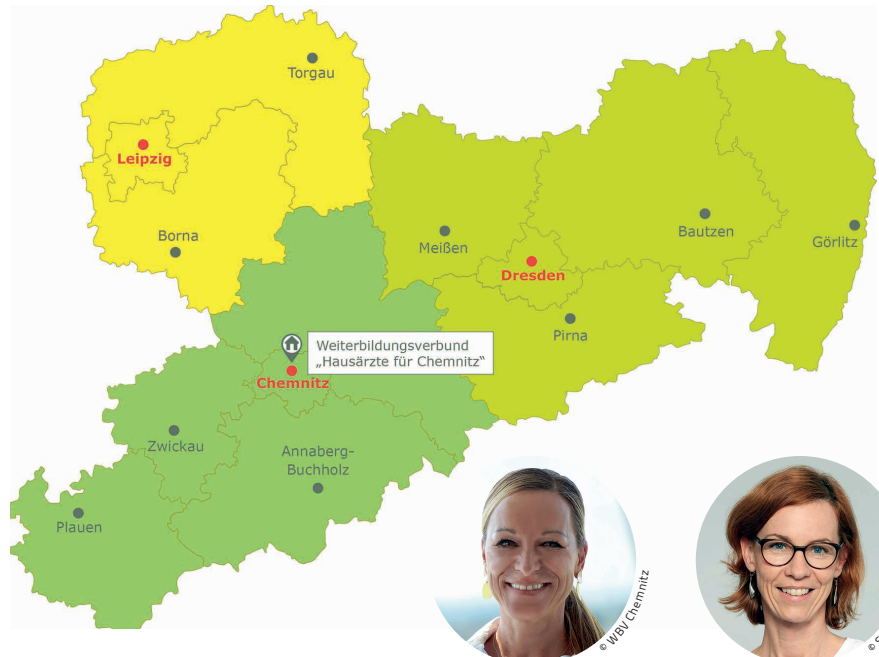 Torgau
Leipzig
Borna
Meißen
Bautzen
Görlitz
Dresden
Pirna
Weiterbildungsverbund
„Hausärzte für Chemnitz“
Chemnitz
Zwickau
Annaberg-
Buchholz
Plauen
© WBV Chemnitz
©